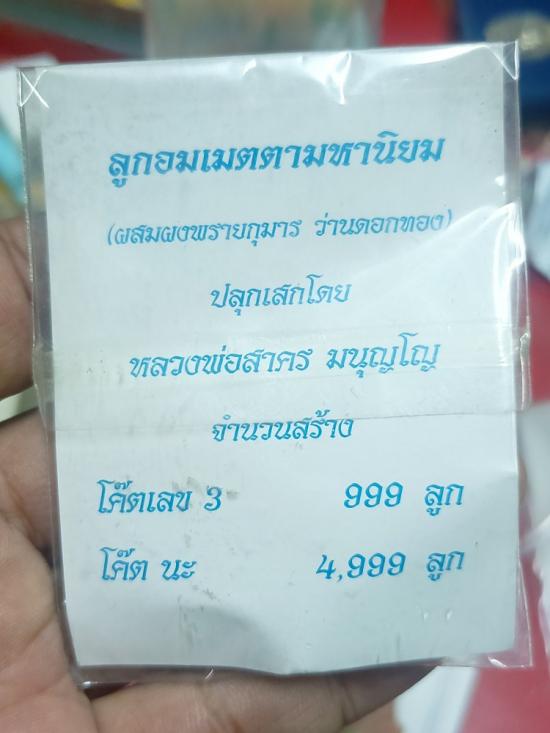 ลูกอมเมตตามหานิยม
(ผสมผงพรายกุมาร ว่านดอกทอง)
ปลุกเสกโดย
หลวงพ่อสาคร มนุญฺโญ
จำนวนสร้าง
โค๊ตเลข 3 999 ลูก
โค๊ต นะ 4,999 ลูก